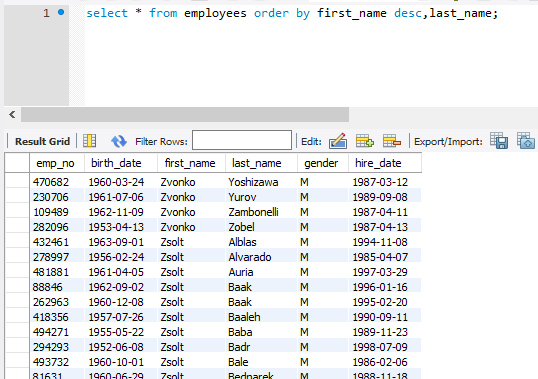 1 select * from employees order by first_name desc,last_name;
Result Grid Filter Rows: Edit: Export/Import:
emp_no birth_date first_name last_name gender hire_date
470682 1960-03-24 Zvonko Yoshizawa M 1987-03-12
230706 1961-07-06 Zvonko Yurov M 1989-09-08
109489 1962-11-09 Zvonko Zambonelli M 1987-04-11
282096 1953-04-13 Zvonko Zobel M 1987-04-13
432461 1963-09-01 Zsolt Alblas M 1994-11-08
278997 1956-02-24 Zsolt Alvarado M 1985-04-07
481881 1961-04-05 Zsolt Auria M 1997-03-29
88846 1962-09-02 Zsolt Baak M 1996-01-16
262963 1960-12-08 Zsolt Baak M 1995-02-20
418356 1957-07-26 Zsolt Baaleh M 1990-09-11
494271 1955-05-22 Zsolt Baba M 1989-11-23
294293 1952-06-08 Zsolt Badr M 1998-07-09
493732 1960-10-01 Zsolt Bale M 1986-02-06
81631 1960-06-29 Zsolt Bednarek M 1988-11-18